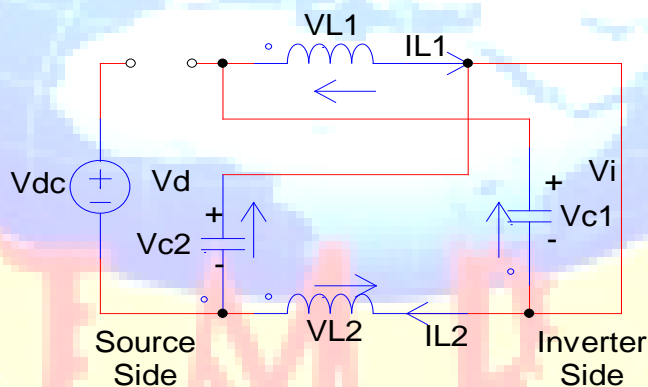 VL1
IL1
Vdc
Vd
+
Vi
+
Vc1
-
Vc2
-
VL2
IL2
Source
Side
Inverter
Side
T M D